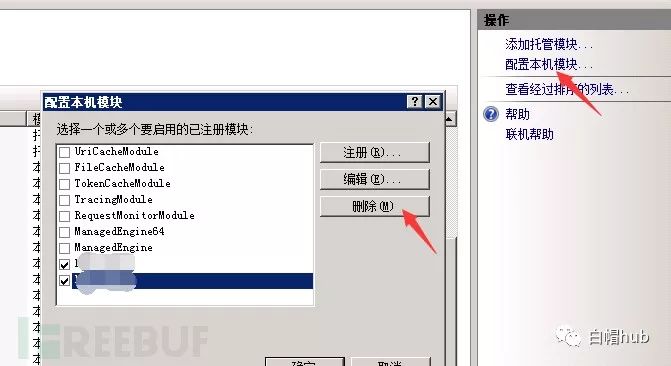 操作
添加托管模块...
配置本机模块...
查看经过排序的列表...
帮助
联机帮助
配置本机模块
选择一个或多个要启用的已注册模块:
UriCacheModule
FileCacheModule
TokenCacheModule
TracingModule
RequestMonitorModule
ManagedEngine64
ManagedEngine
注册(R)...
编辑(E)...
删除(M)
确定
取消
REEBUF
白帽hub